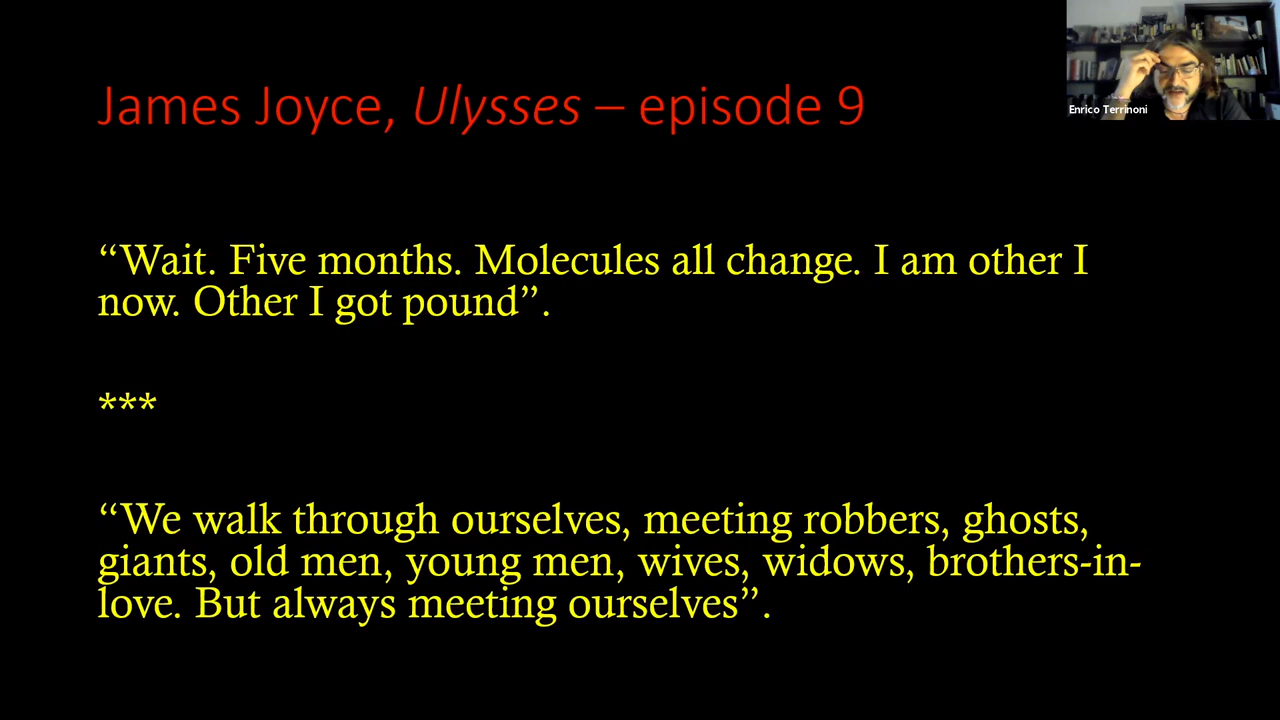 James Joyce, Ulysses – episode 9
Enrico Terrinoni
“Wait. Five months. Molecules all change. I am other I
now. Other I got pound”.
***
“We walk through ourselves, meeting robbers, ghosts,
giants, old men, young men, wives, widows, brothers-in-
love. But always meeting ourselves”.